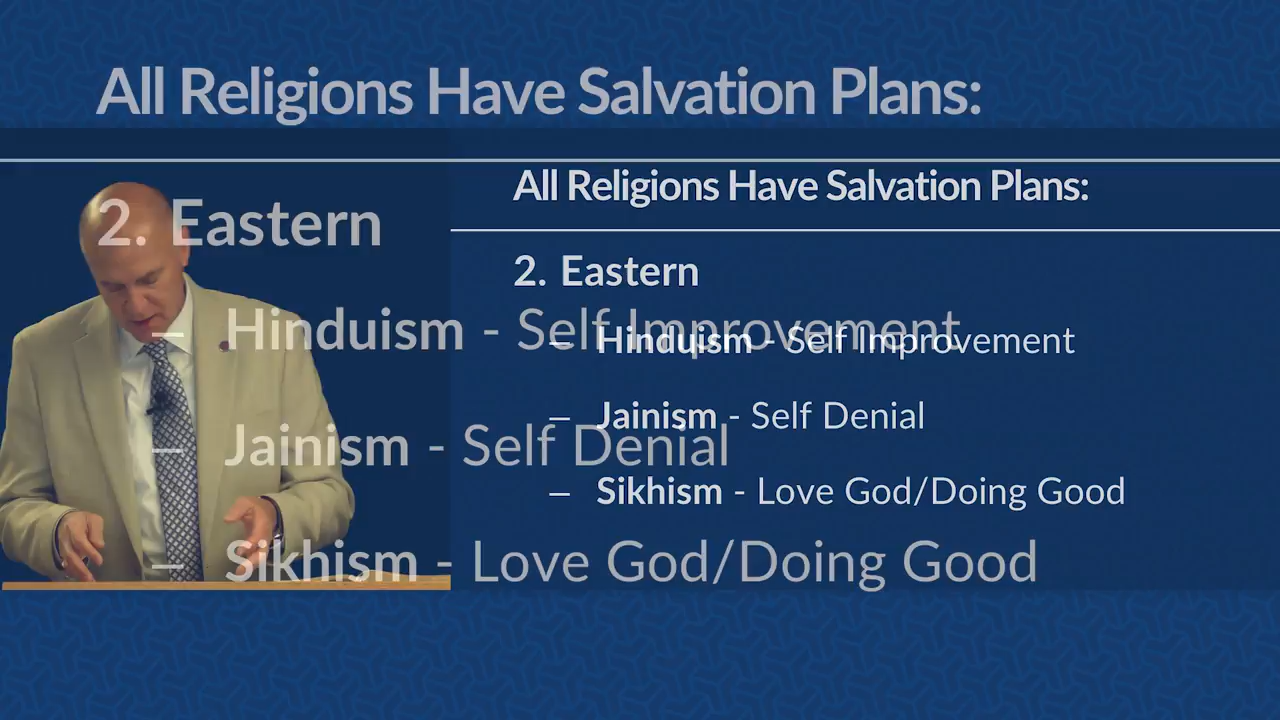 All Religions Have Salvation Plans:
2. Eastern
– Hinduism - Self Improvement
– Jainism - Self Denial
– Sikhism - Love God/Doing Good
All Religions Have Salvation Plans:
2. Eastern
– Hinduism - Self Improvement
– Jainism - Self Denial
– Sikhism - Love God/Doing Good